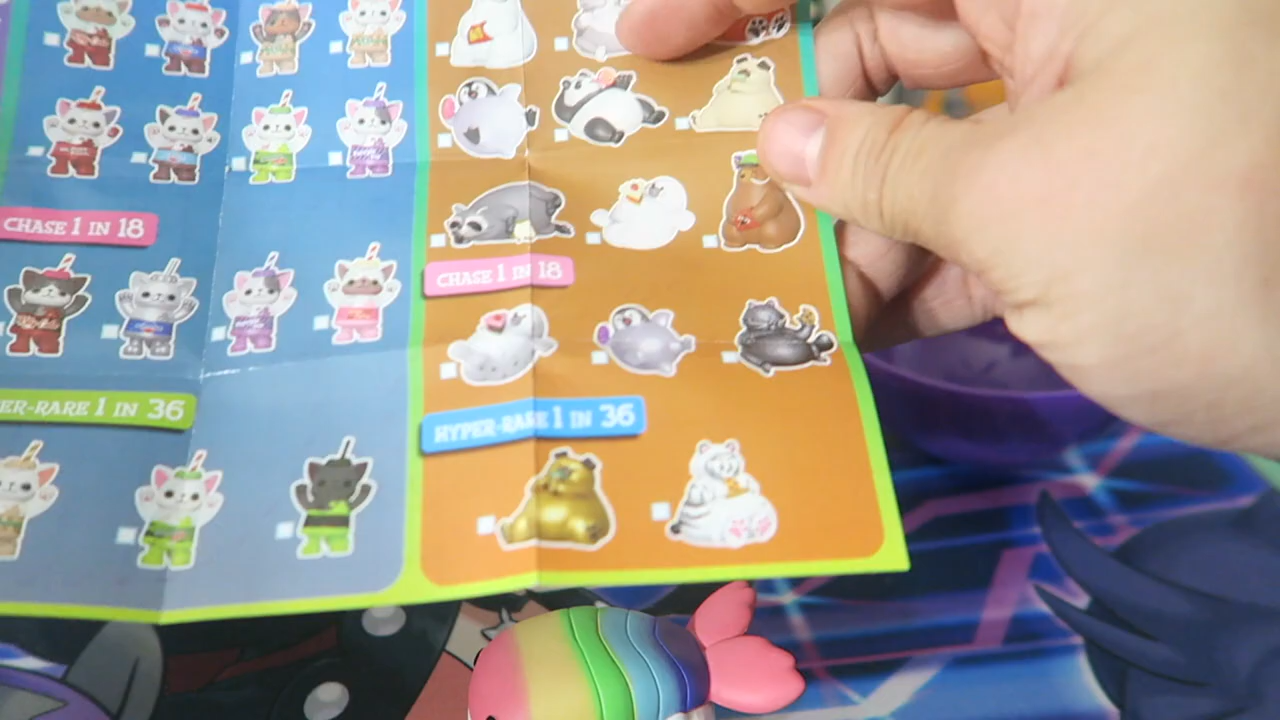 CHASE 1 IN 18
CHASE 1 IN 18
ER-RARE 1 IN 36
HYPER-RARE 1 IN 36